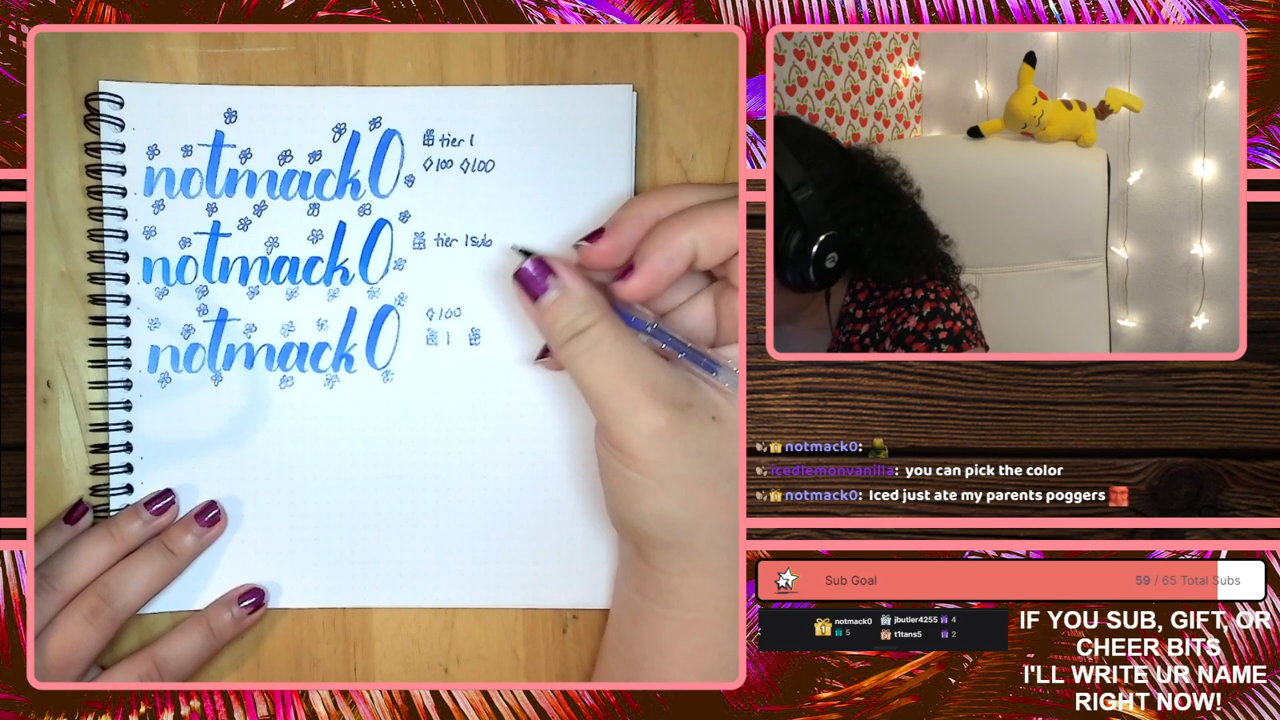 notmack0
tier 1
100 100
notmack0
tier 1 sub
notmack0
100
1
notmack0:
icedlemonvanilla: you can pick the color
notmack0: Iced just ate my parents poggers
Sub Goal
59 / 65 Total Subs
1 notmack0 5
jbutler4255 4
t1tans5 2
IF YOU SUB, GIFT, OR
CHEER BITS
I'LL WRITE UR NAME
RIGHT NOW!